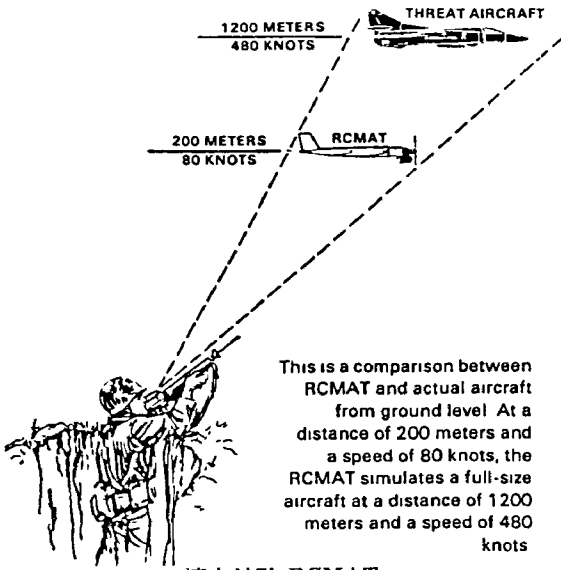 THREAT AIRCRAFT
1200 METERS
480 KNOTS
200 METERS
80 KNOTS
RCMAT
This is a comparison between
RCMAT and actual aircraft
from ground level At a
distance of 200 meters and
a speed of 80 knots, the
RCMAT simulates a full-size
aircraft at a distance of 1200
meters and a speed of 480
knots
RCMAT